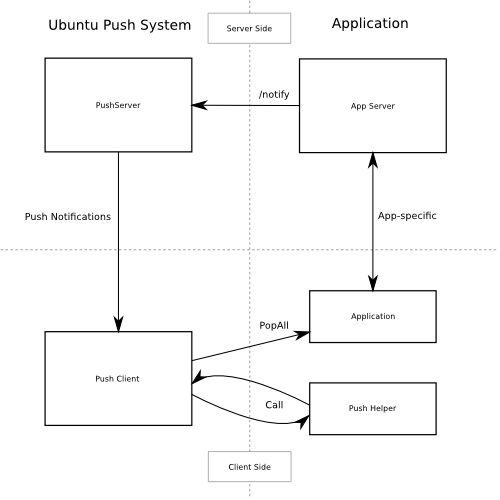 Ubuntu Push System
Server Side
Application
PushServer
/notify
App Server
Push Notifications
App-specific
PopAll
Application
Push Client
Call
Push Helper
Client Side